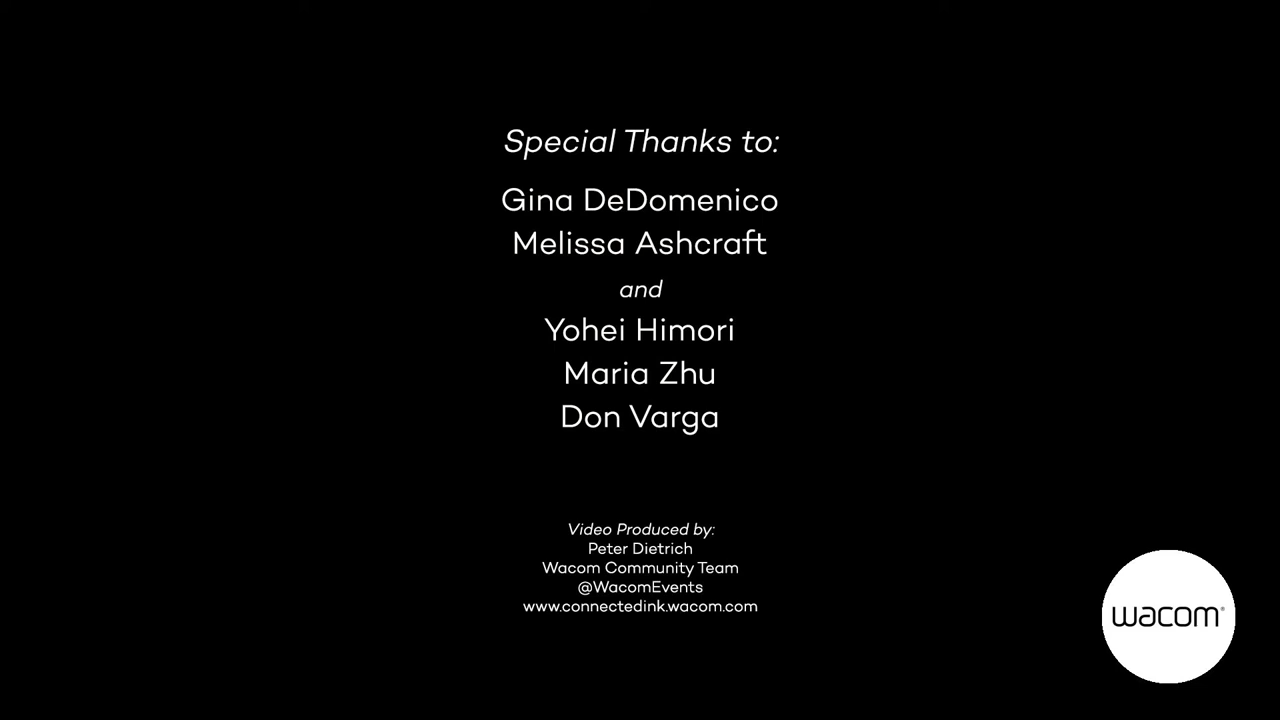 Special Thanks to:
Gina DeDomenico
Melissa Ashcraft
and
Yohei Himori
Maria Zhu
Don Varga
Video Produced by:
Peter Dietrich
Wacom Community Team
@WacomEvents
www.connectedink.wacom.com
wacom®